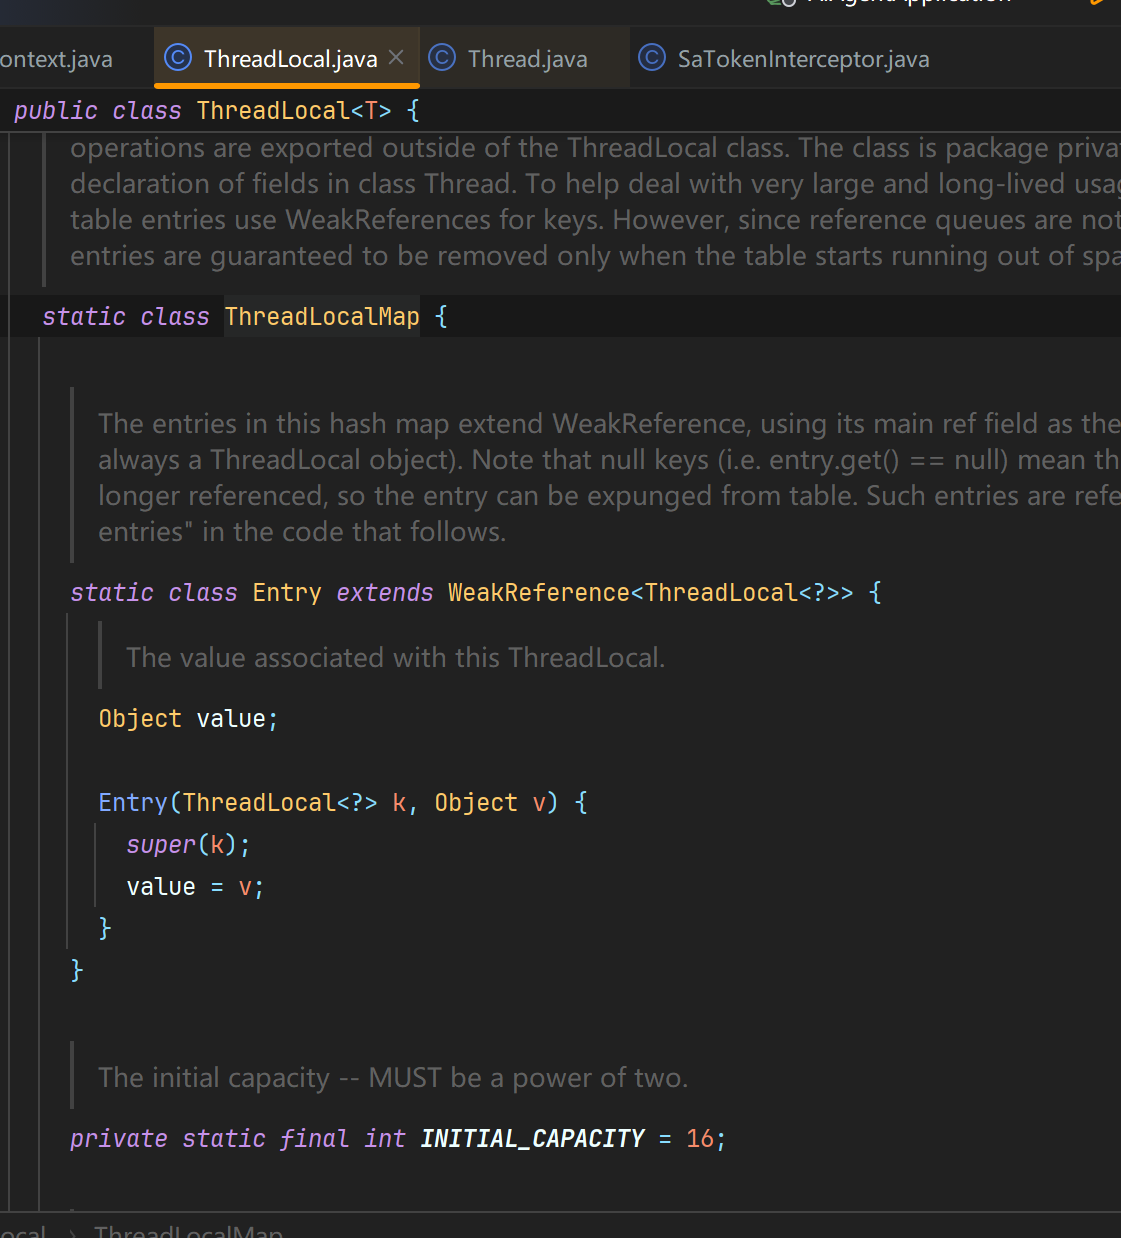 ontext.java ThreadLocal.java Thread.java SaTokenInterceptor.java
public class ThreadLocal<T> {
operations are exported outside of the ThreadLocal class. The class is package priva
declaration of fields in class Thread. To help deal with very large and long-lived usag
table entries use WeakReferences for keys. However, since reference queues are not
entries are guaranteed to be removed only when the table starts running out of spa
static class ThreadLocalMap {
The entries in this hash map extend WeakReference, using its main ref field as the
always a ThreadLocal object). Note that null keys (i.e. entry.get() == null) mean th
longer referenced, so the entry can be expunged from table. Such entries are refe
entries" in the code that follows.
static class Entry extends WeakReference<ThreadLocal<?>> {
The value associated with this ThreadLocal.
Object value;
Entry(ThreadLocal<?> k, Object v) {
super(k);
value = v;
}
}
The initial capacity -- MUST be a power of two.
private static final int INITIAL_CAPACITY = 16;
ocal > ThreadLocalMap